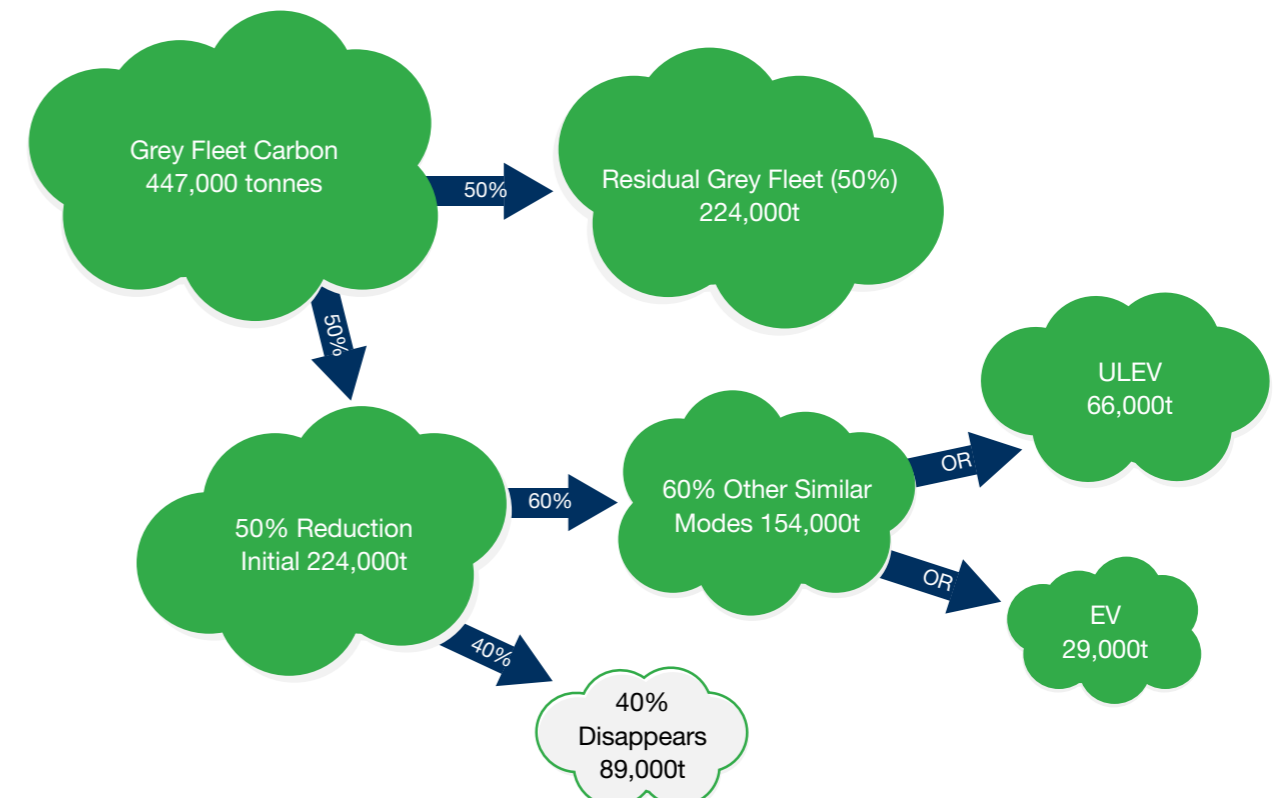 Grey Fleet Carbon
447,000 tonnes
50%
Residual Grey Fleet (50%)
224,000t
50%
50% Reduction
Initial 224,000t
60%
60% Other Similar
Modes 154,000t
OR
ULEV
66,000t
OR
EV
29,000t
40%
40%
Disappears
89,000t